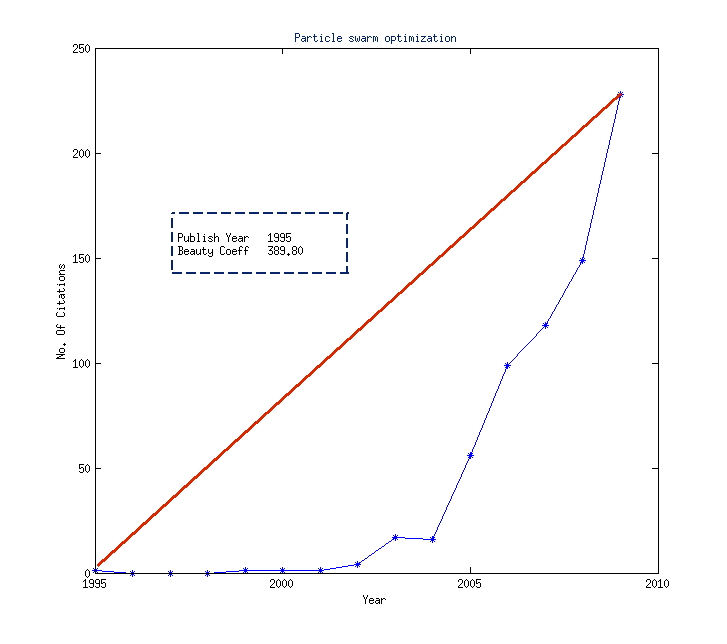 Particle swarm optimization
250
200
150
100
50
0
No. Of Citations
Publish Year 1995
Beauty Coeff 389.80
1995 2000 2005 2010
Year